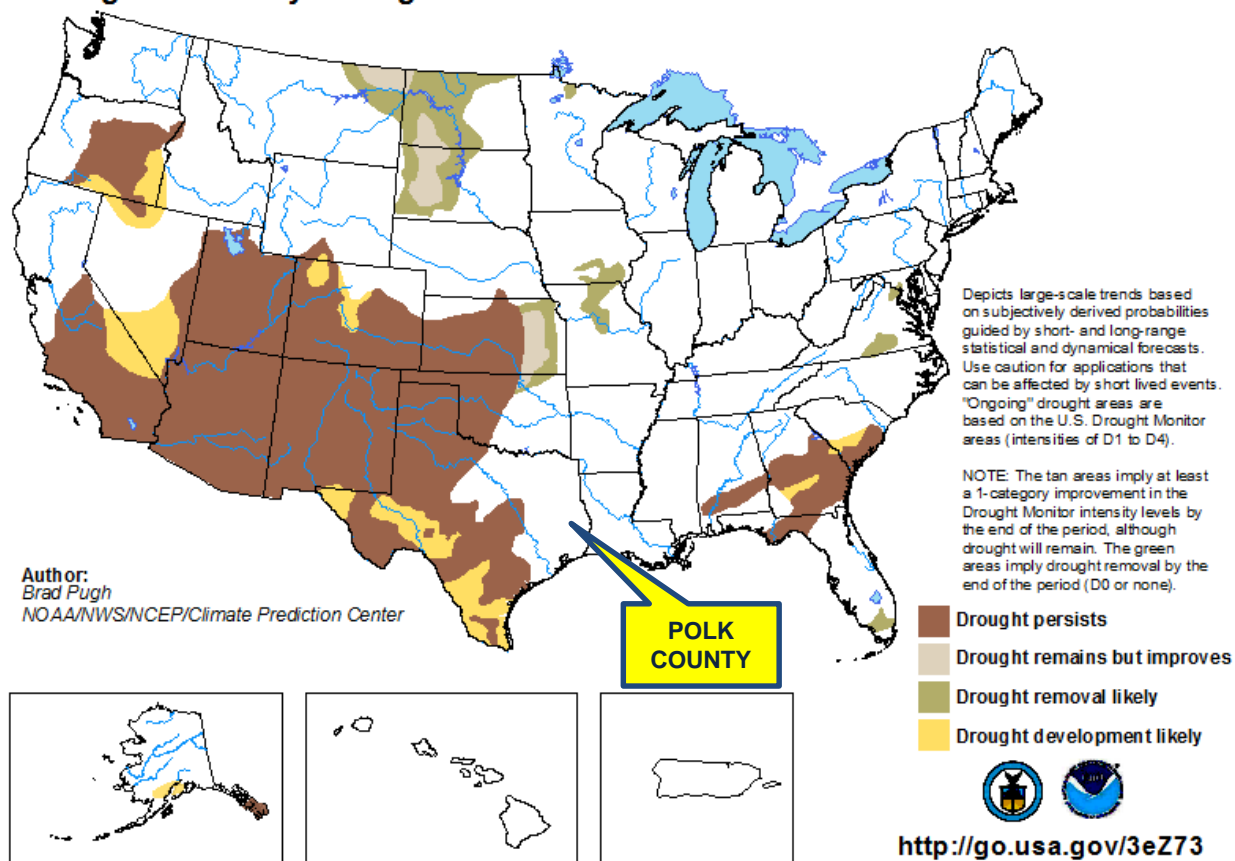 Depicts large-scale trends based
on subjectively derived probabilities
guided by short- and long-range
statistical and dynamical forecasts.
Use caution for applications that
can be affected by short lived events.
"Ongoing" drought areas are
based on the U.S. Drought Monitor
areas (intensities of D1 to D4).
NOTE: The tan areas imply at least
a 1-category improvement in the
Drought Monitor intensity levels by
the end of the period, although
drought will remain. The green
areas imply drought removal by the
end of the period (D0 or none).
Author:
Brad Pugh
NOAA/NWS/NCEP/Climate Prediction Center
POLK
COUNTY
Drought persists
Drought remains but improves
Drought removal likely
Drought development likely
http://go.usa.gov/3eZ73